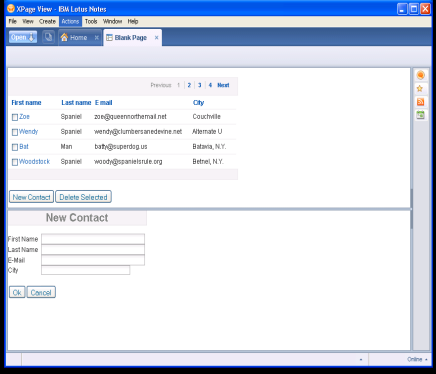 XPage View - IBM Lotus Notes
File View Create Actions Tools Window Help
Open Home × Blank Page ×
Previous 1 | 2 | 3 | 4 Next
First name Last name E mail City
Zoe Spaniel zoe@queennorthernail.net Couchville
Wendy Spaniel wendy@clumbersanedevine.net Alternate U
Bat Man batty@superdog.us Batavia, N.Y.
Woodstock Spaniel woody@spanielsrule.org Bethel, N.Y.
New Contact Delete Selected
New Contact
First Name
Last Name
E-Mail
City
Ok Cancel
Online